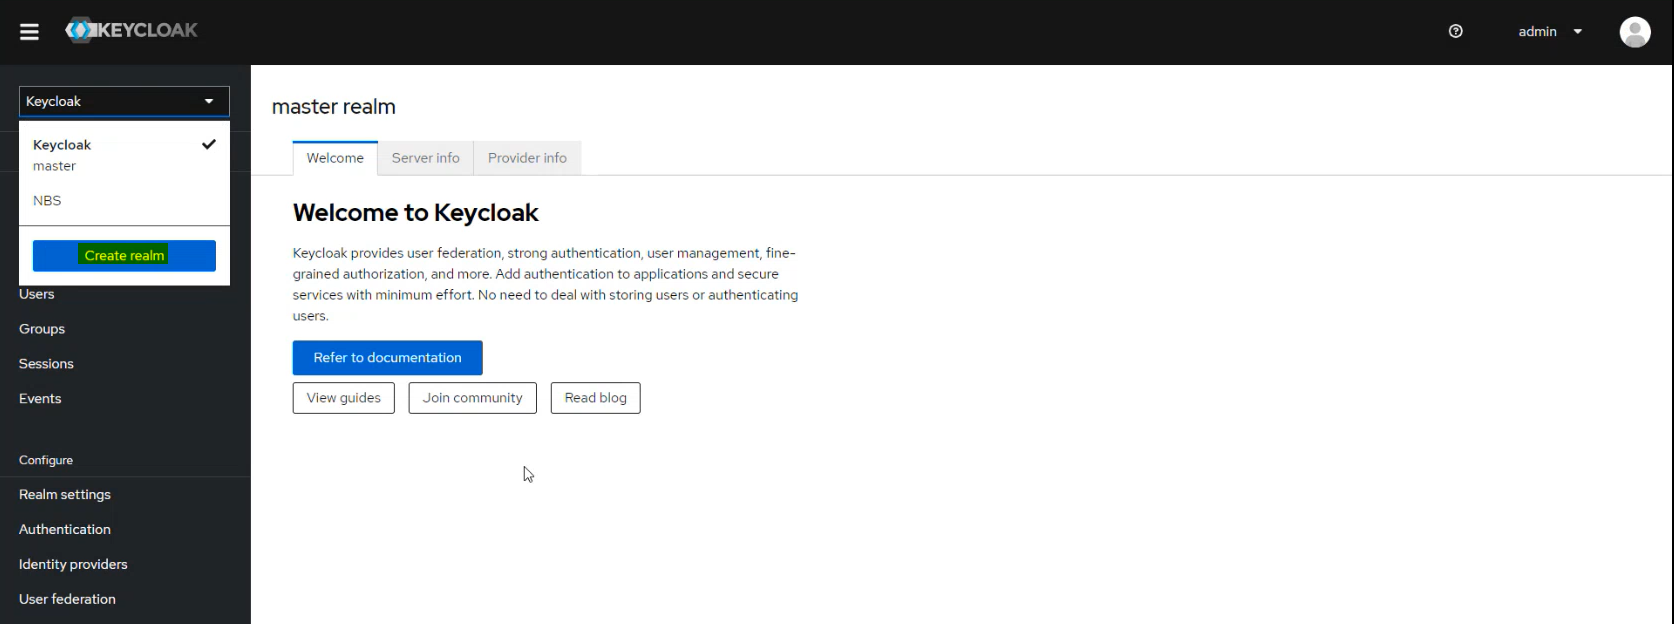 KEYCLOAK
admin
Keycloak
Keycloak
master
NBS
Create realm
Users
Groups
Sessions
Events
Configure
Realm settings
Authentication
Identity providers
User federation
master realm
Welcome
Server info
Provider info
Welcome to Keycloak
Keycloak provides user federation, strong authentication, user management, fine-
grained authorization, and more. Add authentication to applications and secure
services with minimum effort. No need to deal with storing users or authenticating
users.
Refer to documentation
View guides
Join community
Read blog